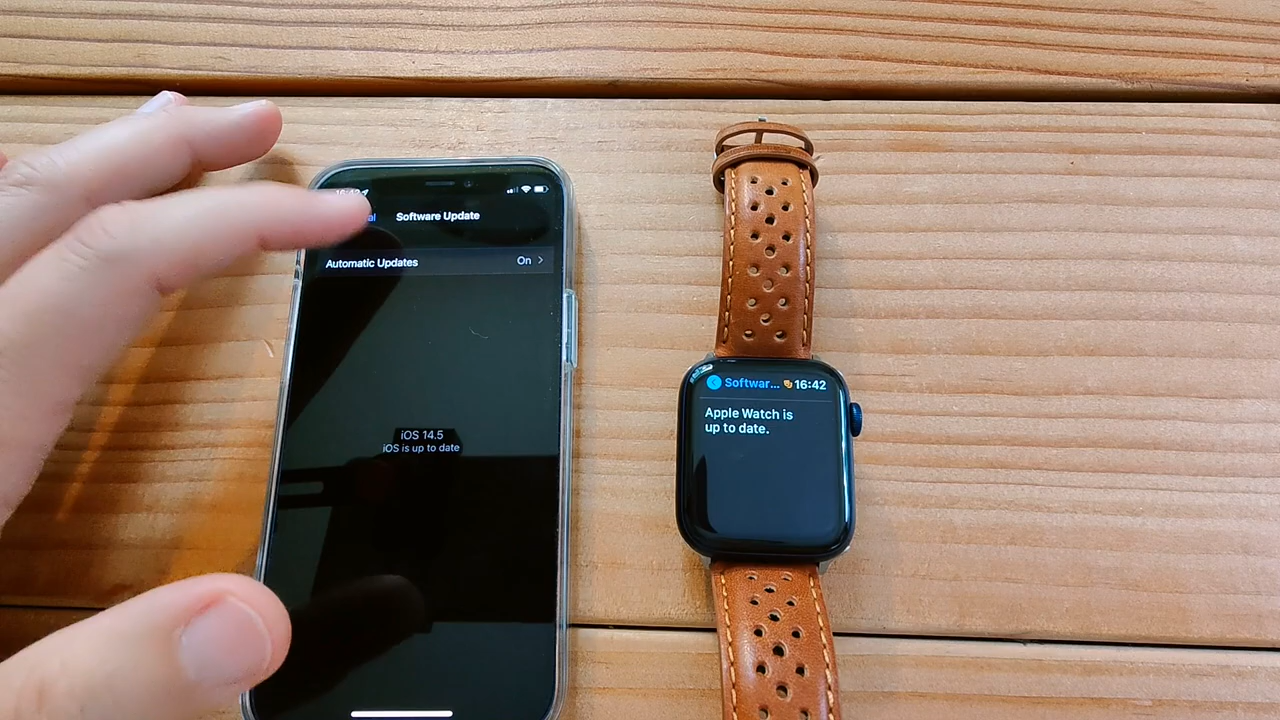 Software Update
Automatic Updates On
iOS 14.5
iOS is up to date
Softwar... 16:42
Apple Watch is
up to date.